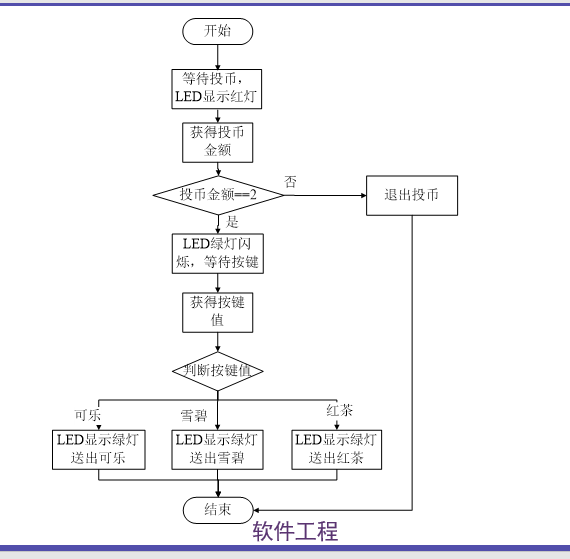 开始
等待投币，
LED显示红灯
获得投币
金额
投币金额==2
否
退出投币
是
LED绿灯闪
烁，等待按键
获得按键
值
判断按键值
可乐
雪碧
红茶
LED显示绿灯
送出可乐
LED显示绿灯
送出雪碧
LED显示绿灯
送出红茶
结束
软件工程